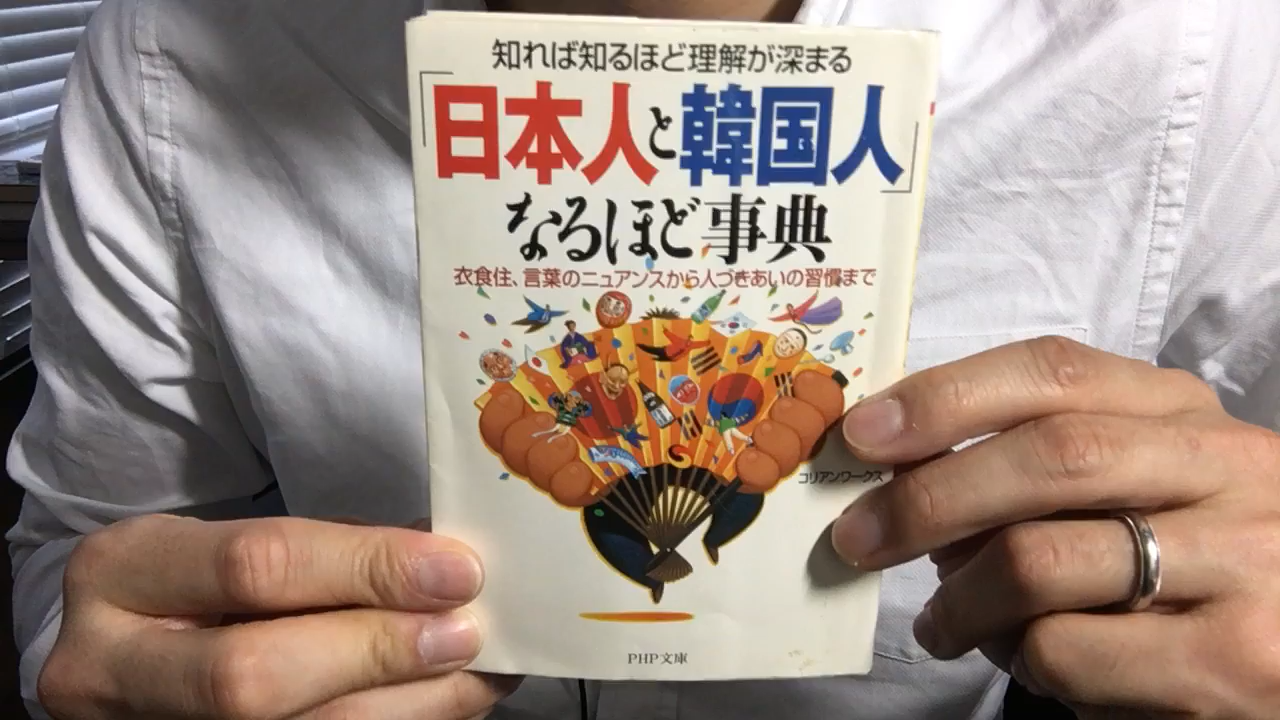 知れば知るほど理解が深まる
「日本人と韓国人」
なるほど事典
衣食住、言葉のニュアンスから人づきあいの習慣まで
コリアンワークス
PHP文庫